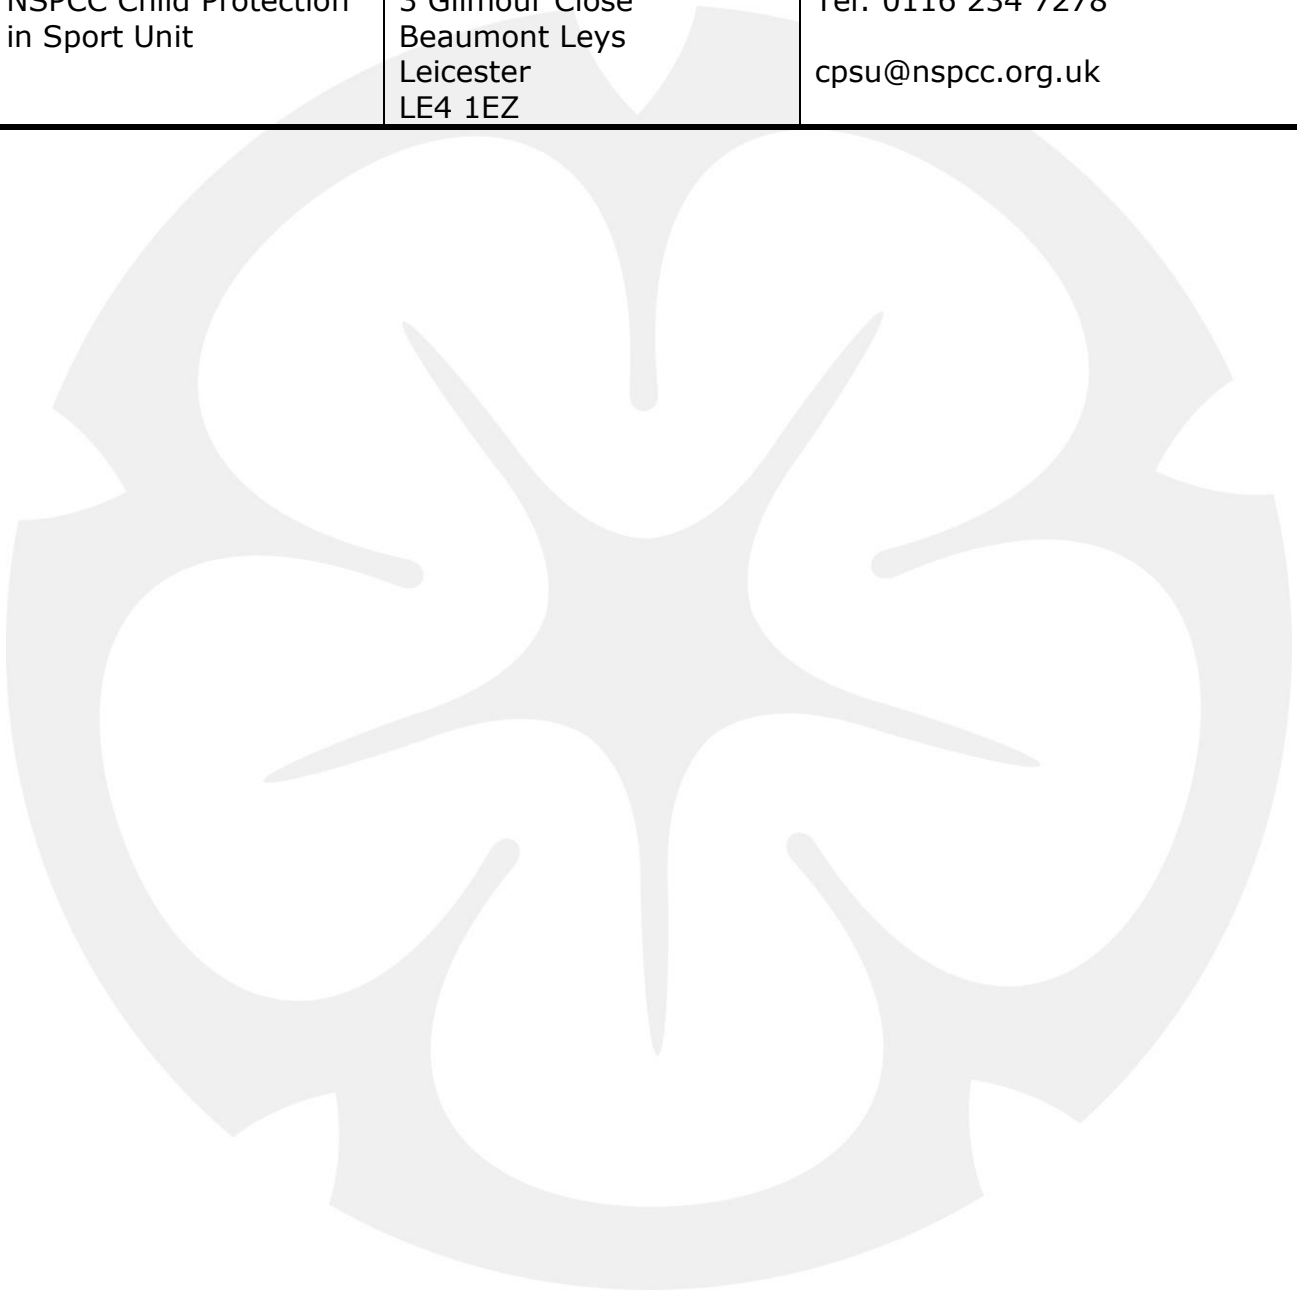 NSPCC Child Protection
in Sport Unit
3 Gilmour Close
Beaumont Leys
Leicester
LE4 1EZ
Tel: 0116 234 7278
cpsu@nspcc.org.uk